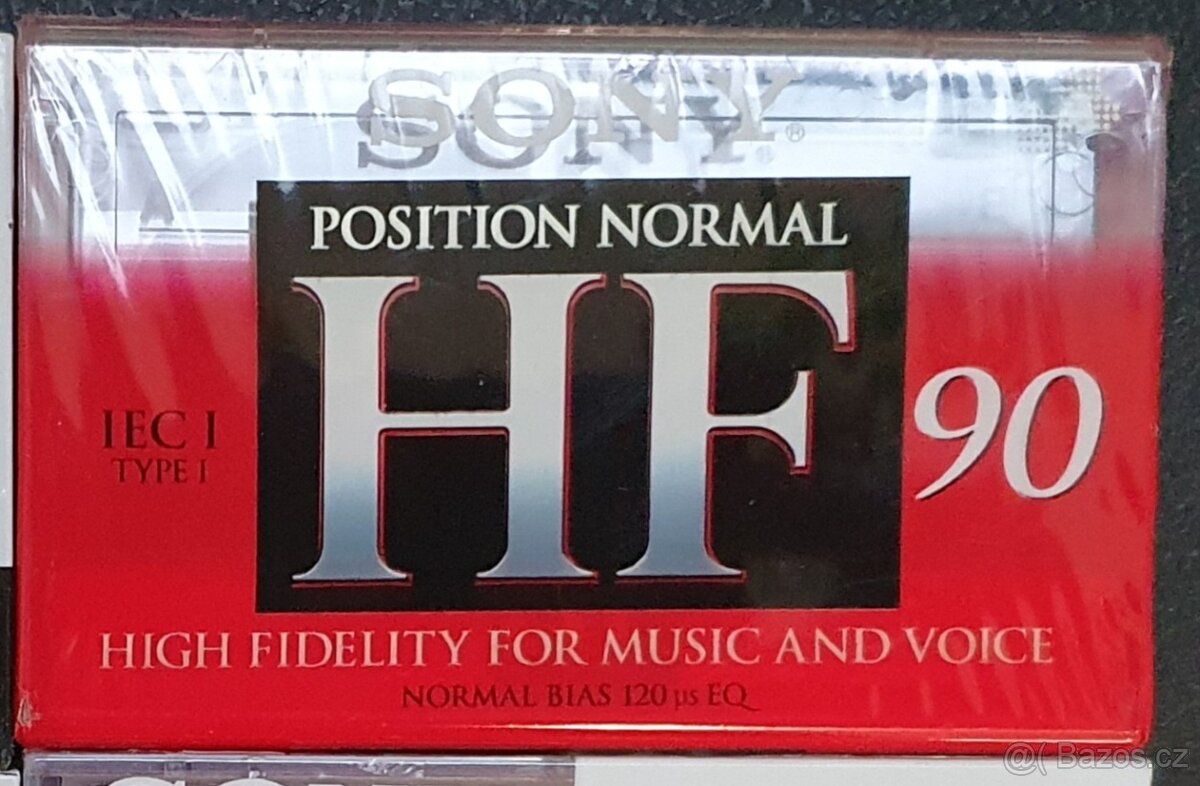 SONY®
POSITION NORMAL
HF
90
IEC I
TYPE I
HIGH FIDELITY FOR MUSIC AND VOICE
NORMAL BIAS 120 µs EQ
@( Bazos.cz